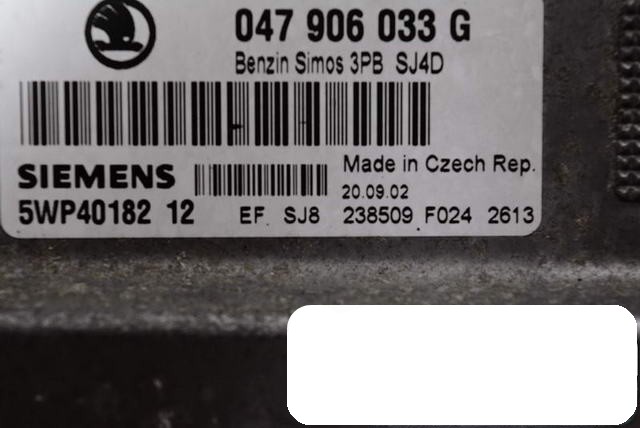 047 906 033 G
Benzin Simos 3PB SJ4D
SIEMENS
Made in Czech Rep.
20.09.02
5WP40182 12 EF. SJ8 238509 F024 2613